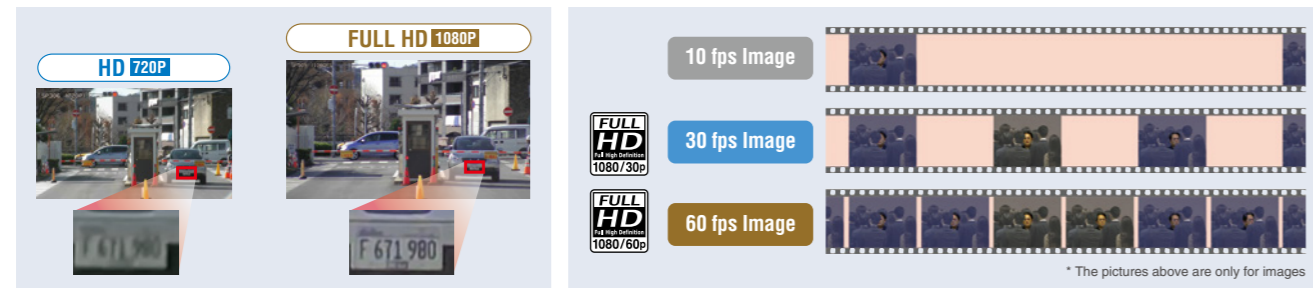 HD 720P
FULL HD 1080P
F 671 980
F 671 980
10 fps Image
FULL
HD
Full High Definition
1080/30p
30 fps Image
FULL
HD
Full High Definition
1080/60p
60 fps Image
* The pictures above are only for images